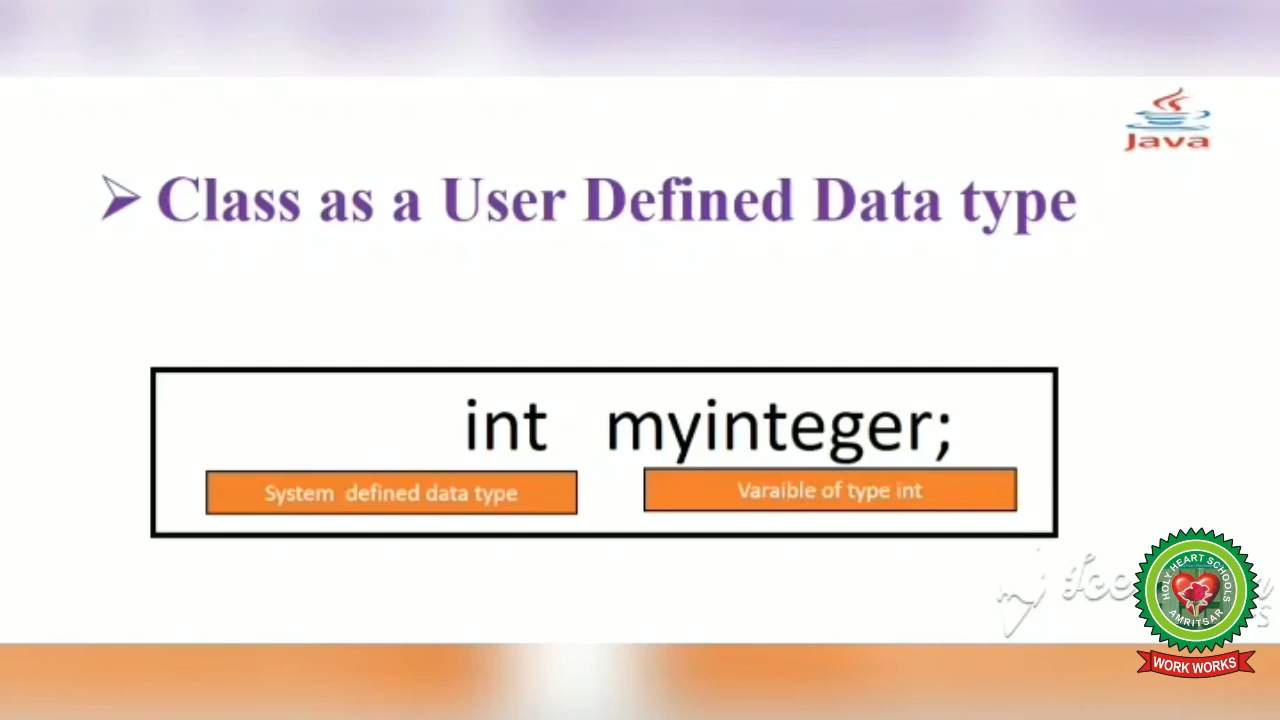 Java
Class as a User Defined Data type
int myinteger;
System defined data type
Varaible of type int
HOLY HEART SCHOOLS
AMRITSAR
WORK WORKS